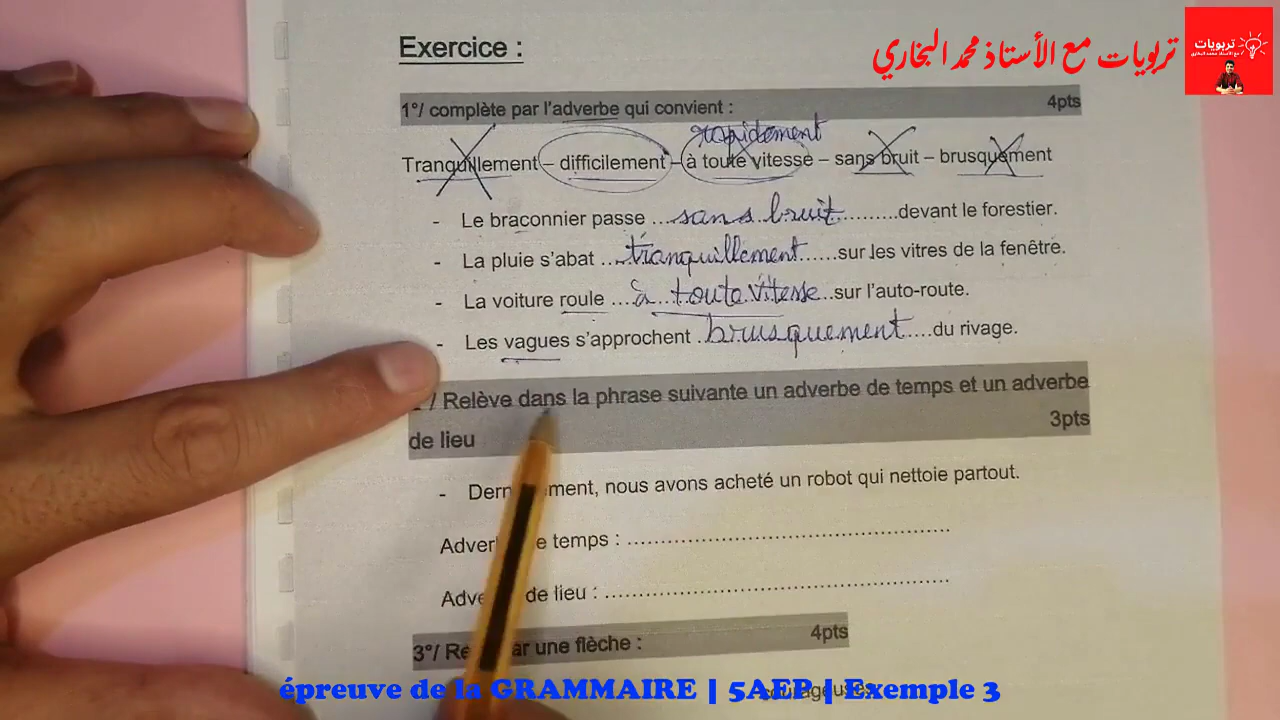 تربويات مع الأستاذ محمد البخاري
تربويات
Exercice :
1°/ complète par l'adverbe qui convient : 4pts
rapidement
Tranquillement – difficilement – à toute vitesse – sans bruit – brusquement
- Le braconnier passe ...sans bruit.........devant le forestier.
- La pluie s'abat ...tranquillement......sur les vitres de la fenêtre.
- La voiture roule ....à toute vitesse...sur l'auto-route.
- Les vagues s'approchent ..brusquement....du rivage.
/ Relève dans la phrase suivante un adverbe de temps et un adverbe
de lieu 3pts
- nous avons acheté un robot qui nettoie partout.
de temps : ..................................................
de lieu : ......................................................
3°/ par une flèche : 4pts
épreuve de la GRAMMAIRE | 5AEP | Exemple 3